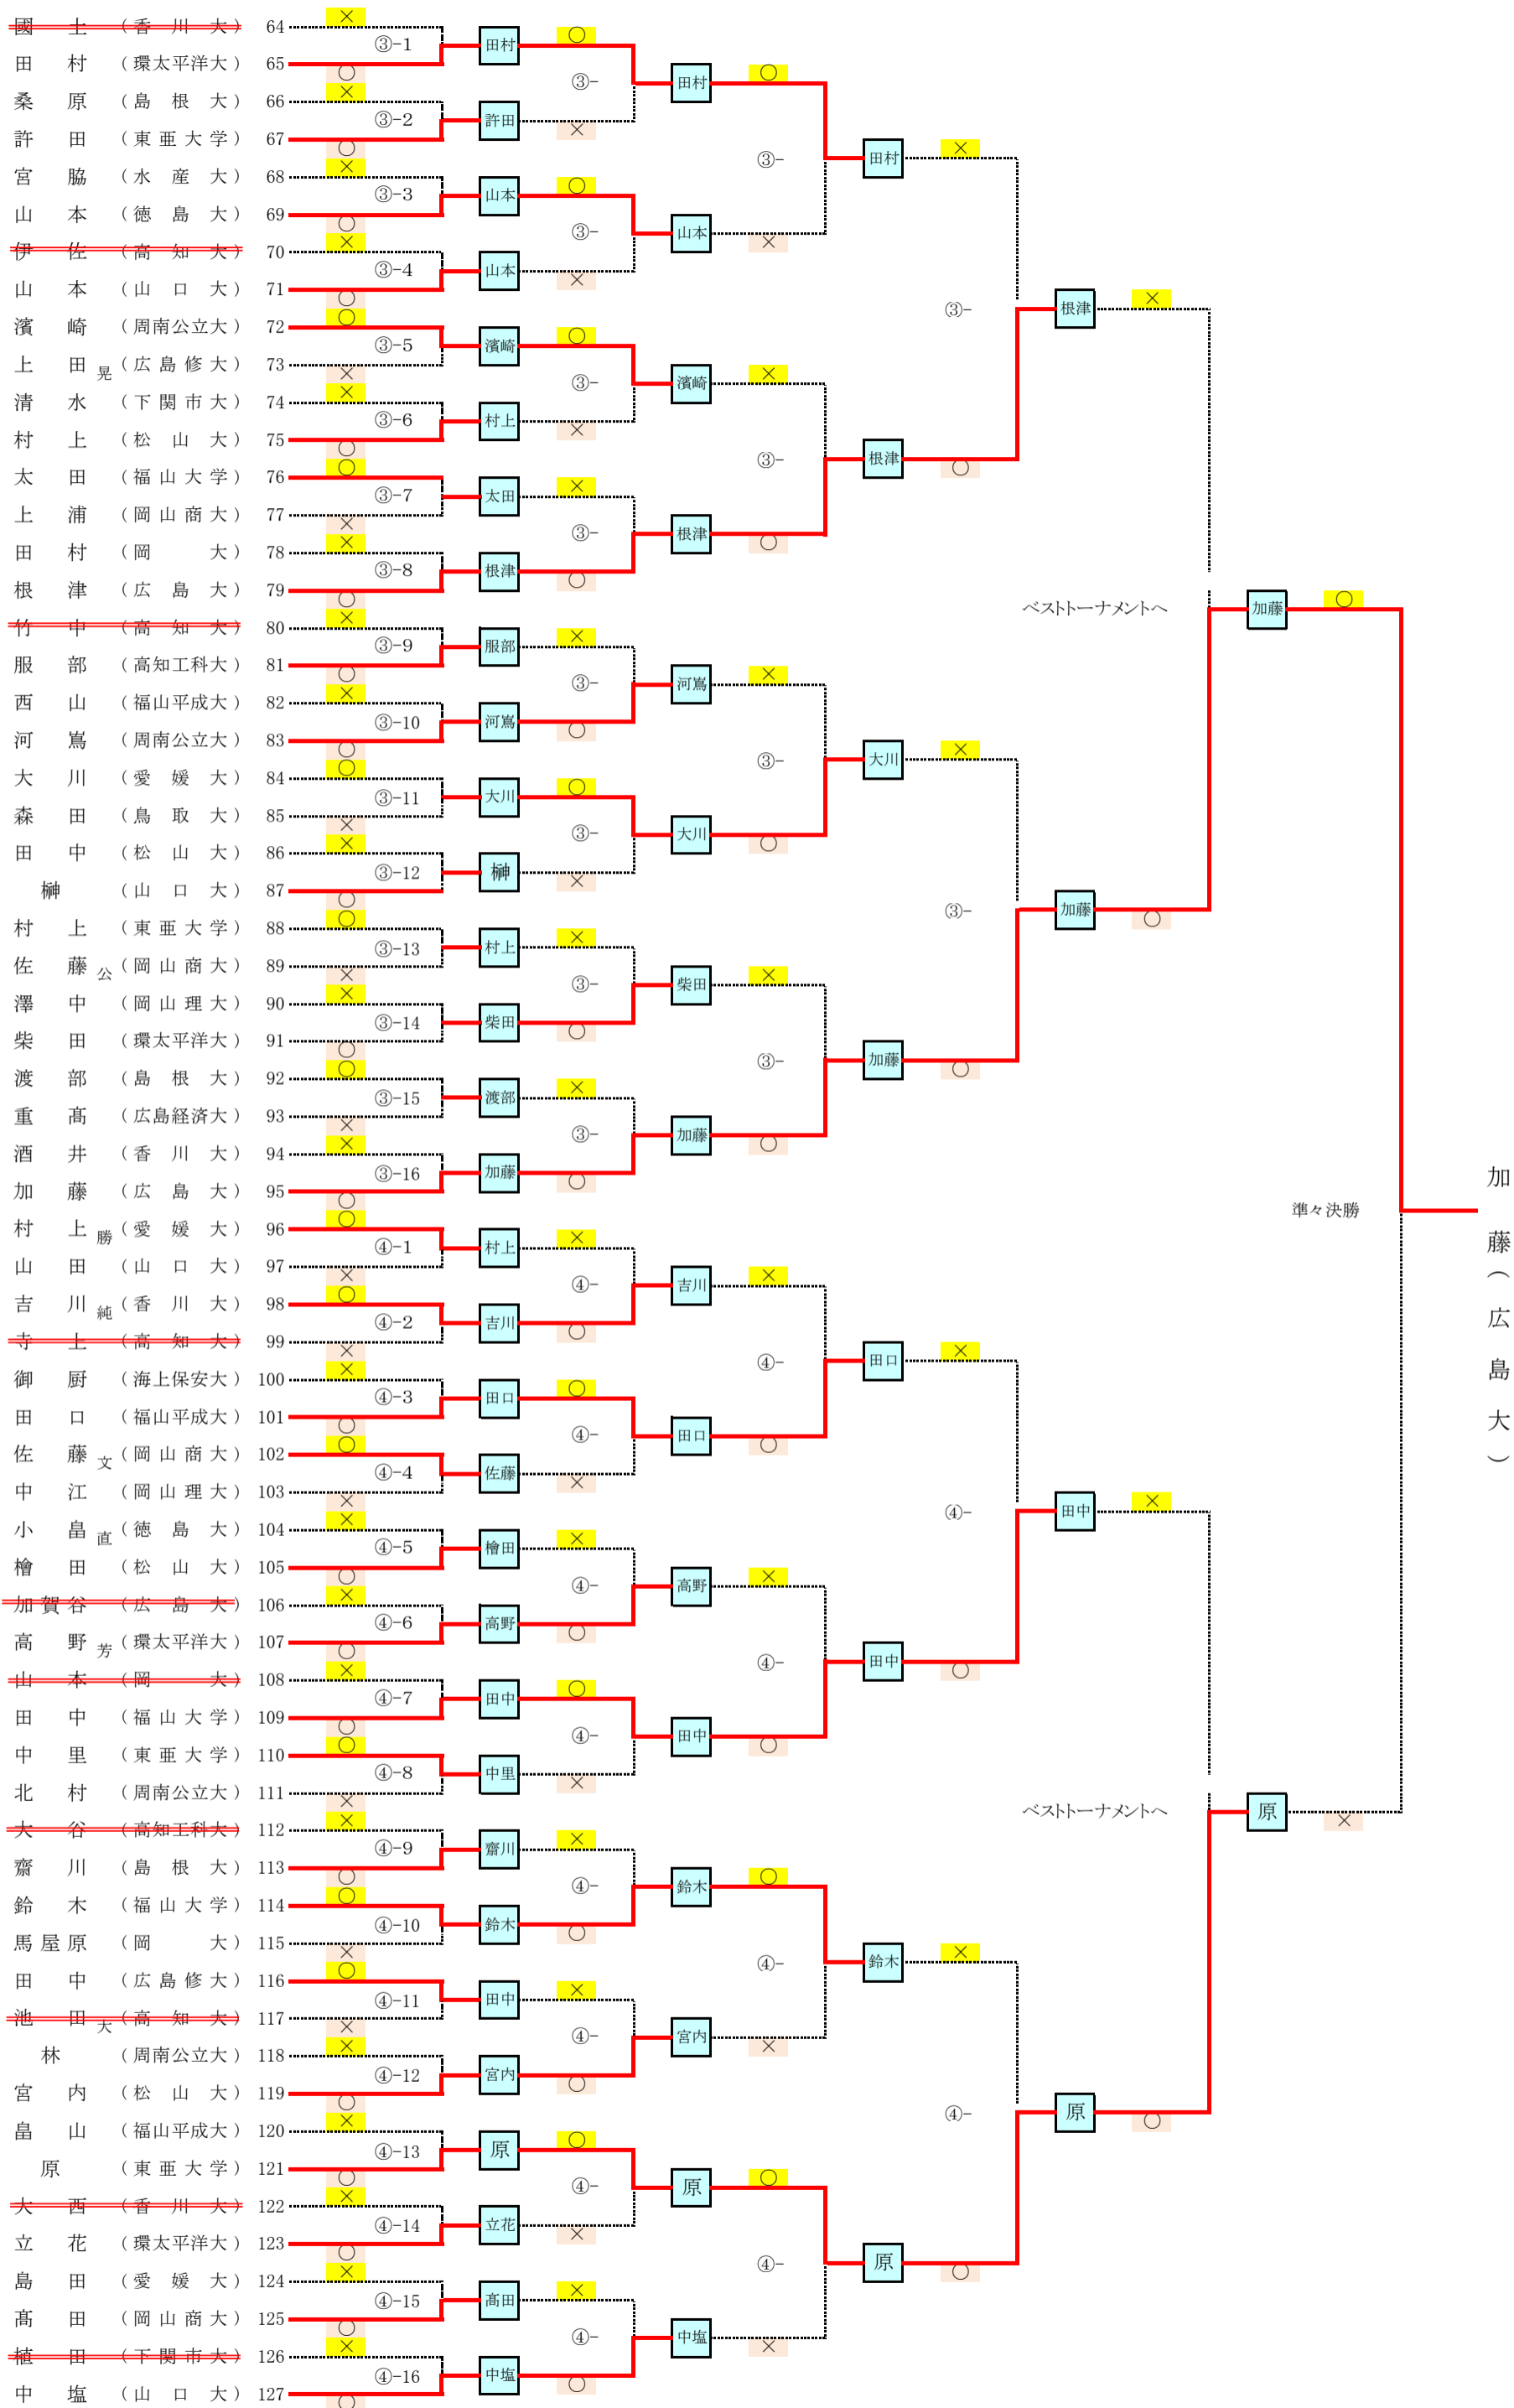 國土（香川大） 64 ×
③-1 田村 ○
田村（環太平洋大） 65 ○
③- 田村 ○
桑原（島根大） 66 ×
③-2 許田 ×
許田（東亜大学） 67 ○
③- 田村 ×
宮脇（水産大） 68 ×
③-3 山本 ○
山本（徳島大） 69 ○
③- 山本 ×
伊佐（高知大） 70 ×
③-4 山本 ×
山本（山口大） 71 ○
③- 根津 ×
濱崎（周南公立大） 72 ○
③-5 濱崎 ○
上田晃（広島修大） 73 ×
③- 濱崎 ×
清水（下関市大） 74 ×
③-6 村上 ×
村上（松山大） 75 ○
③- 根津 ○
太田（福山大学） 76 ○
③-7 太田 ×
上浦（岡山商大） 77 ×
③- 根津 ○
田村（岡大） 78 ×
③-8 根津 ○
根津（広島大） 79 ○
ベストトーナメントへ 加藤 ○
竹中（高知大） 80 ×
③-9 服部 ×
服部（高知工科大） 81 ○
③- 河嶌 ×
西山（福山平成大） 82 ×
③-10 河嶌 ○
河嶌（周南公立大） 83 ○
③- 大川 ×
大川（愛媛大） 84 ○
③-11 大川 ○
森田（鳥取大） 85 ×
③- 大川 ○
田中（松山大） 86 ×
③-12 榊 ×
榊（山口大） 87 ○
③- 加藤 ○
村上（東亜大学） 88 ○
③-13 村上 ×
佐藤公（岡山商大） 89 ×
③- 柴田 ×
澤中（岡山理大） 90 ×
③-14 柴田 ○
柴田（環太平洋大） 91 ○
③- 加藤 ○
渡部（島根大） 92 ○
③-15 渡部 ×
重髙（広島経済大） 93 ×
③- 加藤 ○
酒井（香川大） 94 ×
③-16 加藤 ○
加藤（広島大） 95 ○
準々決勝 加藤（広島大）
村上勝（愛媛大） 96 ○
④-1 村上 ×
山田（山口大） 97 ×
④- 吉川 ×
吉川純（香川大） 98 ○
④-2 吉川 ○
寺上（高知大） 99 ×
④- 田口 ×
御厨（海上保安大） 100 ×
④-3 田口 ○
田口（福山平成大） 101 ○
④- 田口 ○
佐藤文（岡山商大） 102 ○
④-4 佐藤 ×
中江（岡山理大） 103 ×
④- 田中 ×
小畠直（徳島大） 104 ×
④-5 檜田 ×
檜田（松山大） 105 ○
④- 高野 ×
加賀谷（広島大） 106 ×
④-6 高野 ○
高野芳（環太平洋大） 107 ○
④- 田中 ○
山本（岡大） 108 ×
④-7 田中 ○
田中（福山大学） 109 ○
④- 田中 ○
中里（東亜大学） 110 ○
④-8 中里 ×
北村（周南公立大） 111 ×
ベストトーナメントへ 原 ×
大谷（高知工科大） 112 ×
④-9 齋川 ×
齋川（島根大） 113 ○
④- 鈴木 ○
鈴木（福山大学） 114 ○
④-10 鈴木 ○
馬屋原（岡大） 115 ×
④- 鈴木 ×
田中（広島修大） 116 ○
④-11 田中 ×
池田大（高知大） 117 ×
④- 宮内 ×
林（周南公立大） 118 ×
④-12 宮内 ○
宮内（松山大） 119 ○
④- 原 ○
畠山（福山平成大） 120 ×
④-13 原 ○
原（東亜大学） 121 ○
④- 原 ○
大西（香川大） 122 ×
④-14 立花 ×
立花（環太平洋大） 123 ○
④- 原 ○
島田（愛媛大） 124 ×
④-15 髙田 ×
髙田（岡山商大） 125 ○
④- 中塩 ×
植田（下関市大） 126 ×
④-16 中塩 ○
中塩（山口大） 127 ○